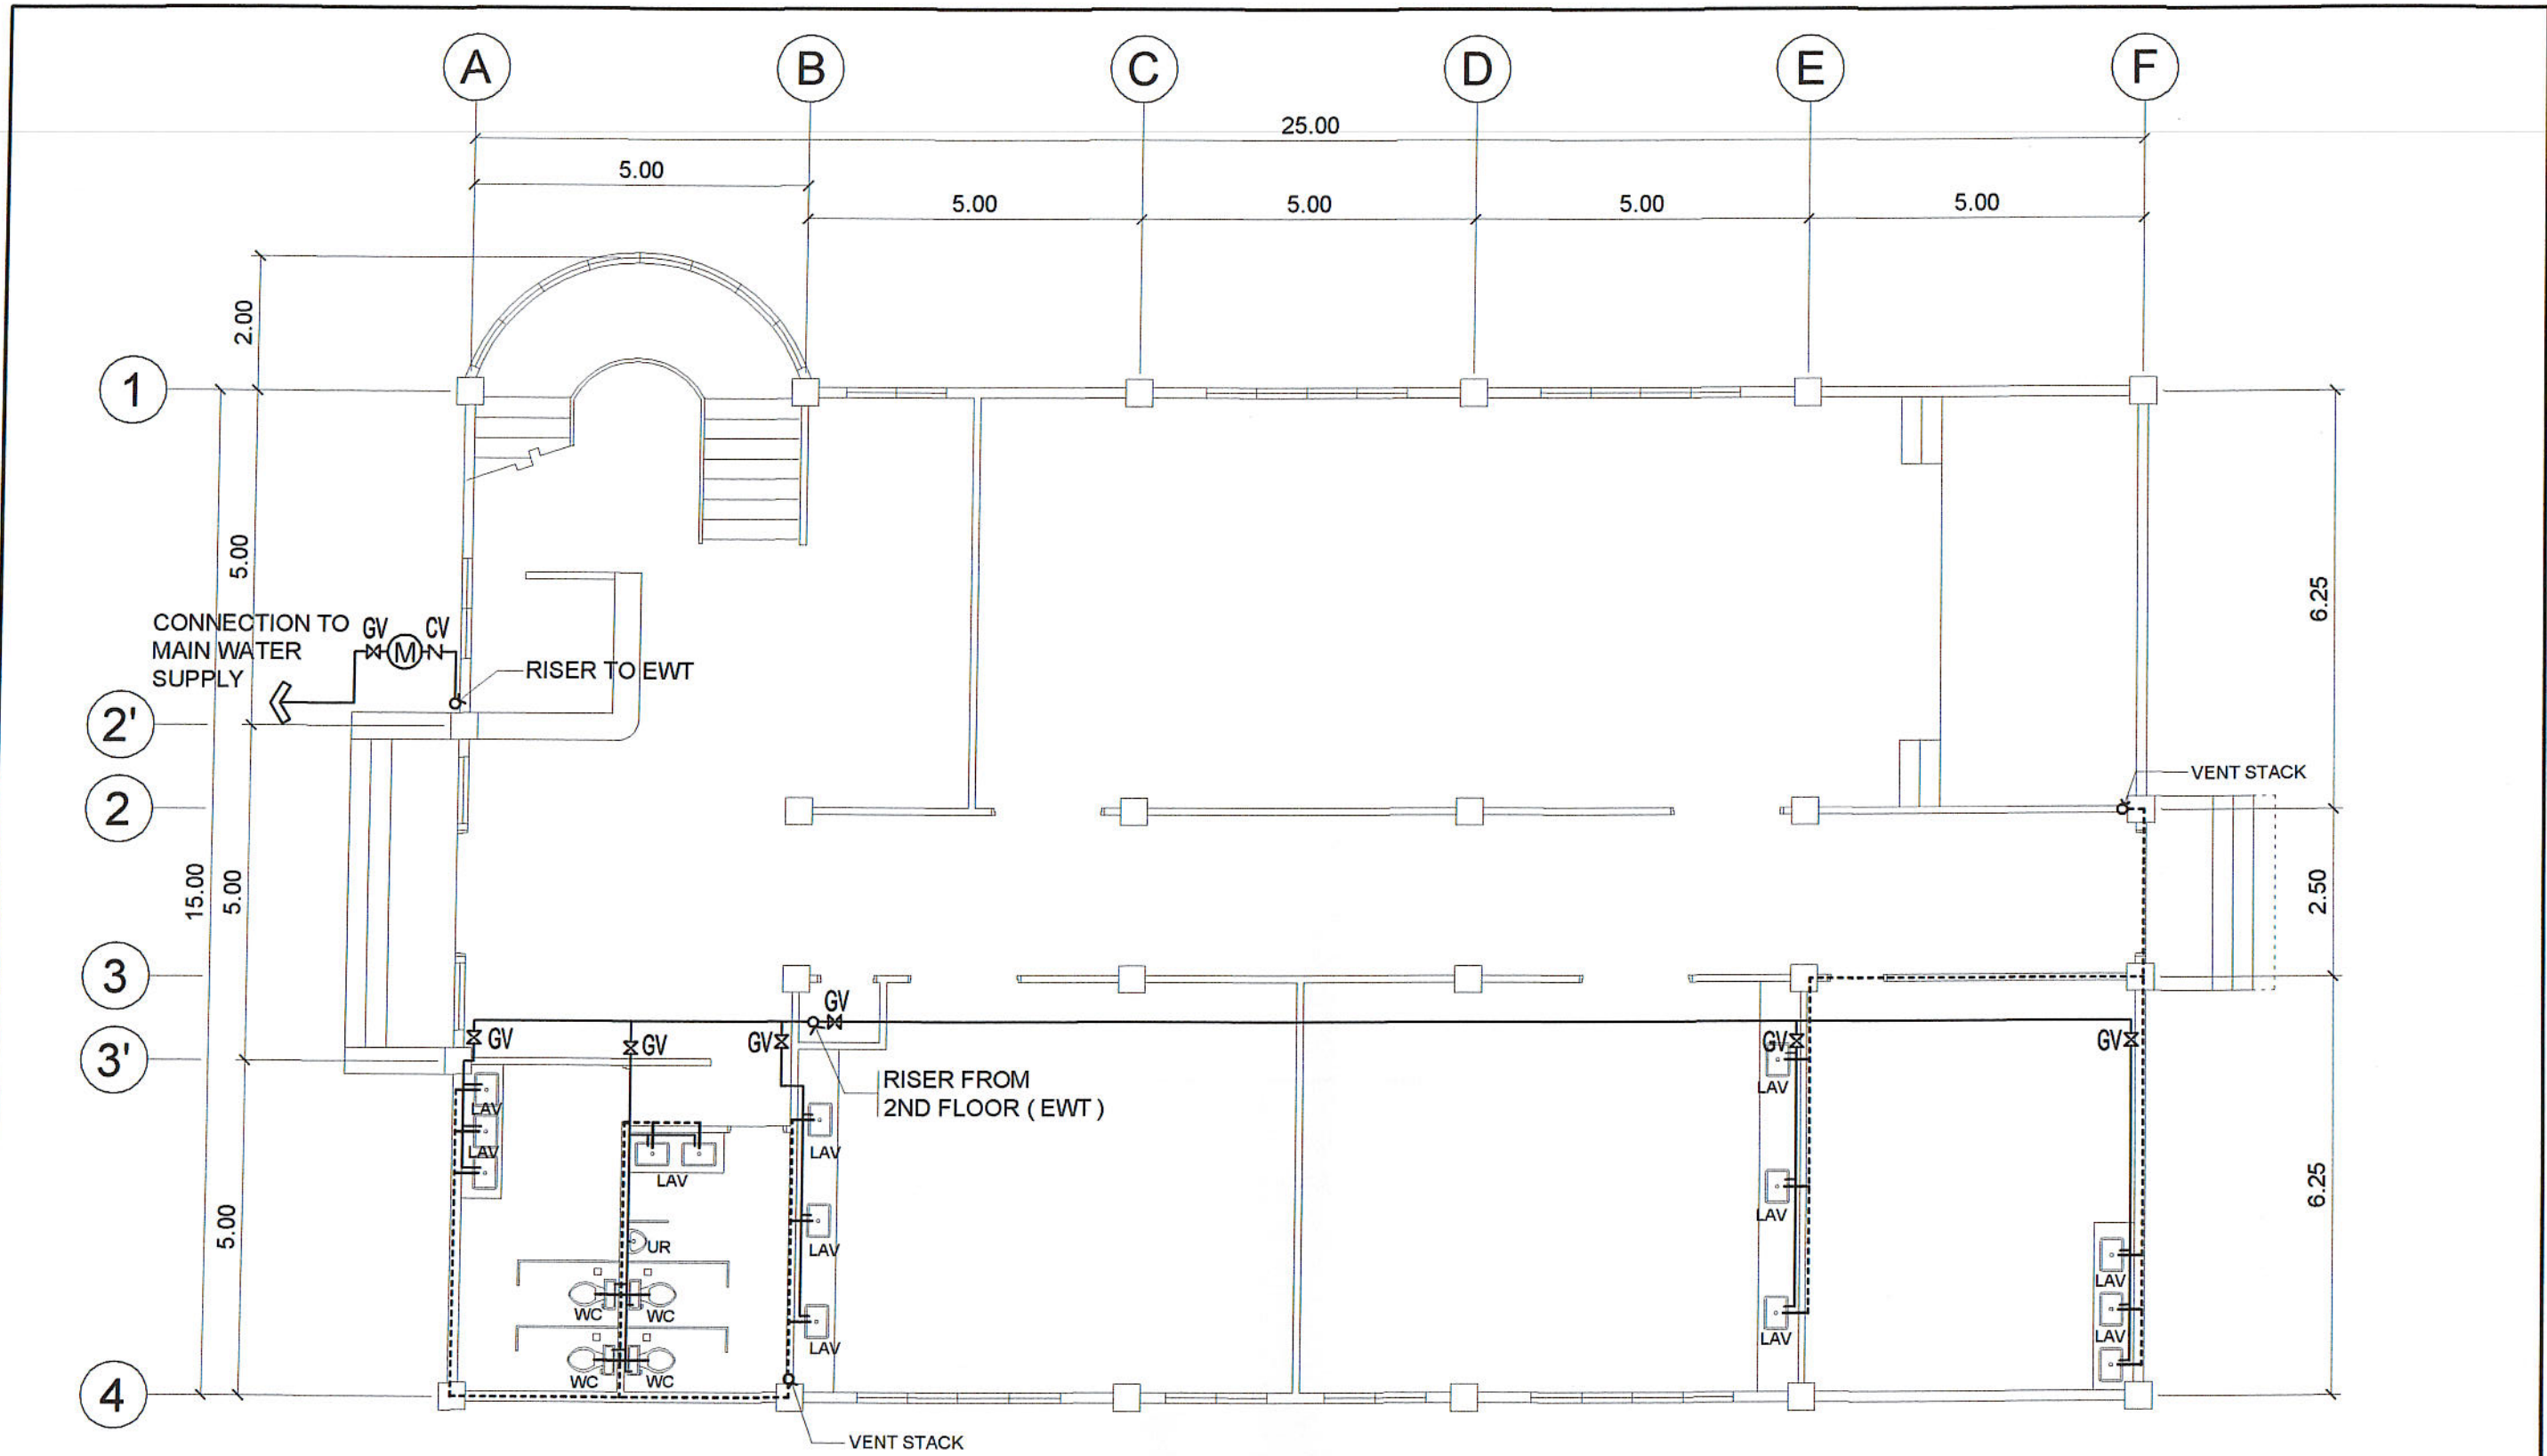 A
B
C
D
E
F
25.00
5.00
5.00
5.00
5.00
5.00
2.00
1
5.00
6.25
CONNECTION TO
MAIN WATER
SUPPLY
GV
M
CV
RISER TO EWT
2'
2
VENT STACK
15.00
5.00
2.50
3
3'
GV
GV
GV
GV
GV
GV
RISER FROM
2ND FLOOR ( EWT )
LAV
LAV
LAV
LAV
LAV
LAV
LAV
LAV
LAV
5.00
6.25
UR
WC
WC
LAV
LAV
LAV
WC
WC
4
VENT STACK